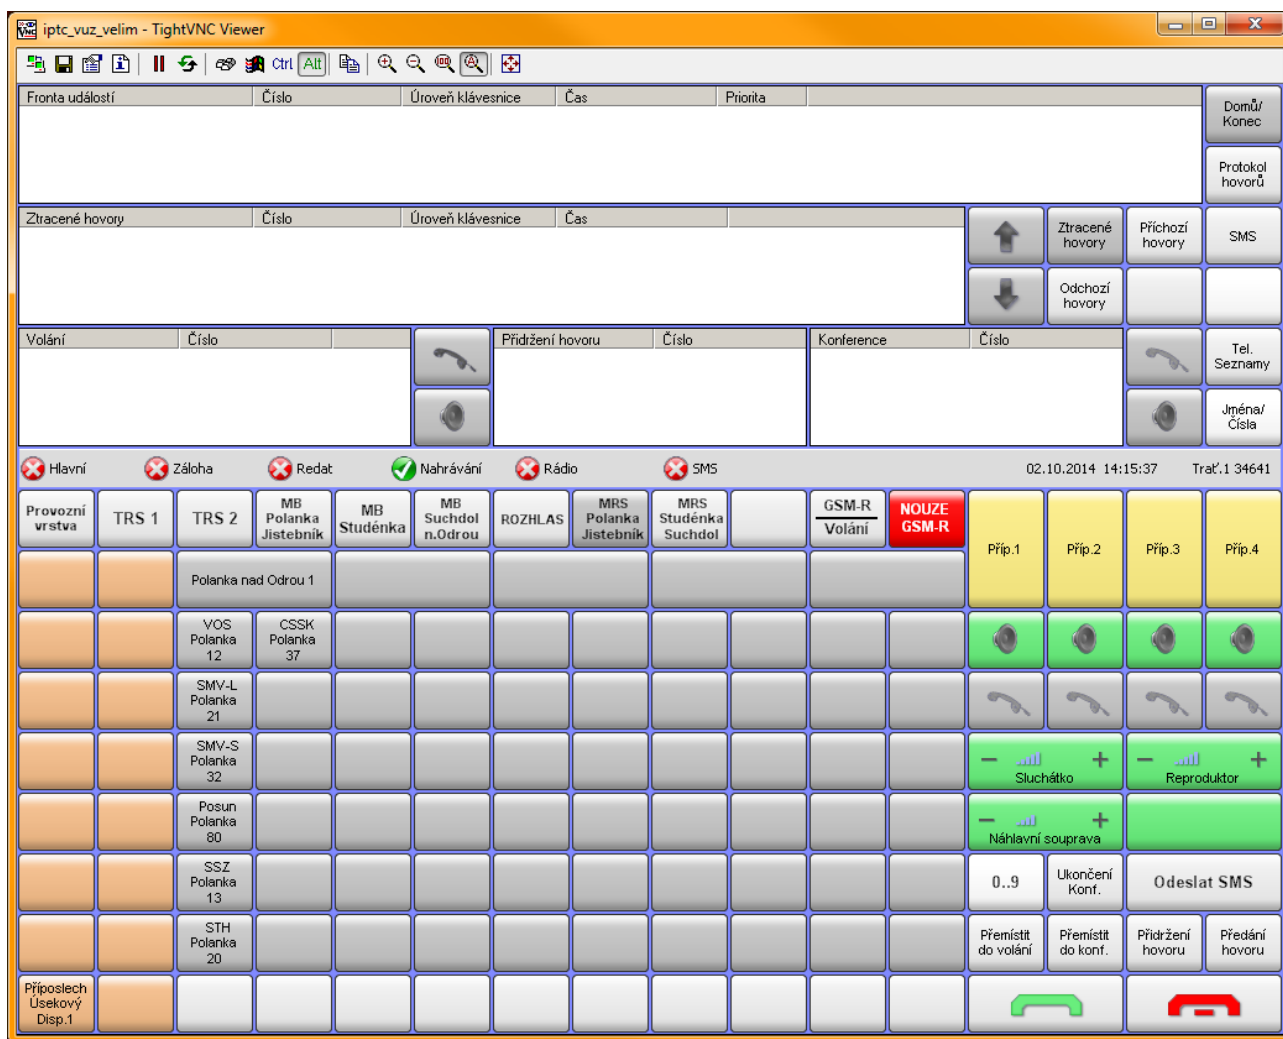 iptc_vuz_velim - TightVNC Viewer
Ctrl Alt
Fronta událostí Číslo Úroveň klávesnice Čas Priorita
Domů/
Konec
Protokol
hovorů
Ztracené hovory Číslo Úroveň klávesnice Čas
Ztracené
hovory
Příchozí
hovory
SMS
Odchozí
hovory
Volání Číslo
Přidržení hovoru Číslo
Konference Číslo
Tel.
Seznamy
Jména/
Čísla
Hlavní Záloha Redat Nahrávání Rádio SMS 02.10.2014 14:15:37 Trať.1 34641
Provozní
vrstva
TRS 1
TRS 2
MB
Polanka
Jistebník
MB
Studénka
MB
Suchdol
n.Odrou
ROZHLAS
MRS
Polanka
Jistebník
MRS
Studénka
Suchdol
GSM-R
Volání
NOUZE
GSM-R
Příp.1
Příp.2
Příp.3
Příp.4
Polanka nad Odrou 1
VOS
Polanka
12
CSSK
Polanka
37
SMV-L
Polanka
21
SMV-S
Polanka
32
Sluchátko
Reproduktor
Posun
Polanka
80
Náhlavní souprava
SSZ
Polanka
13
0..9
Ukončení
Konf.
Odeslat SMS
STH
Polanka
20
Přemístit
do volání
Přemístit
do konf.
Přidržení
hovoru
Předání
hovoru
Příposlech
Úsekový
Disp.1